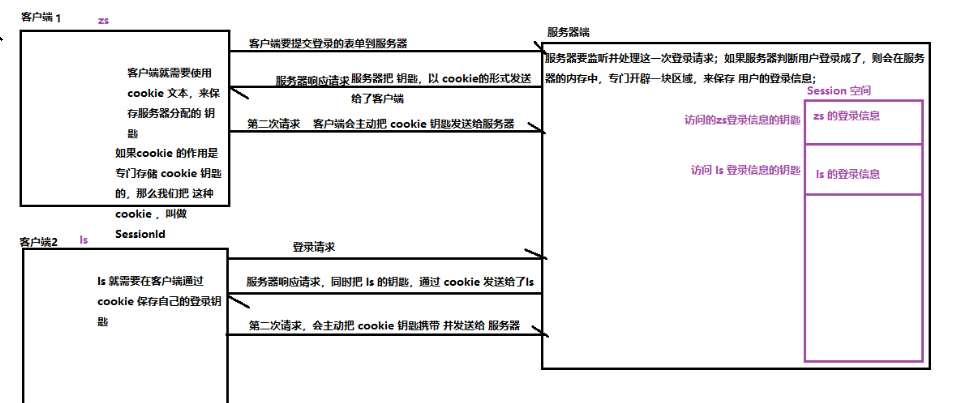 客户端 1
zs
客户端就需要使用
cookie 文本，来保
存服务器分配的 钥
匙
如果cookie 的作用是
专门存储 cookie 钥匙
的，那么我们把 这种
cookie ，叫做
SessionId
客户端要提交登录的表单到服务器
服务器响应请求
服务器把 钥匙，以 cookie的形式发送
给了客户端
第二次请求
客户端会主动把 cookie 钥匙发送给服务器
服务器端
服务器要监听并处理这一次登录请求；如果服务器判断用户登录成了，则会在服务
器的内存中，专门开辟一块区域，来保存 用户的登录信息；
Session 空间
访问的zs登录信息的钥匙
zs 的登录信息
访问 ls 登录信息的钥匙
ls 的登录信息
客户端2
ls
ls 就需要在客户端通过
cookie 保存自己的登录钥
匙
登录请求
服务器响应请求，同时把 ls 的钥匙，通过 cookie 发送给了ls
第二次请求，会主动把 cookie 钥匙携带 并发送给 服务器